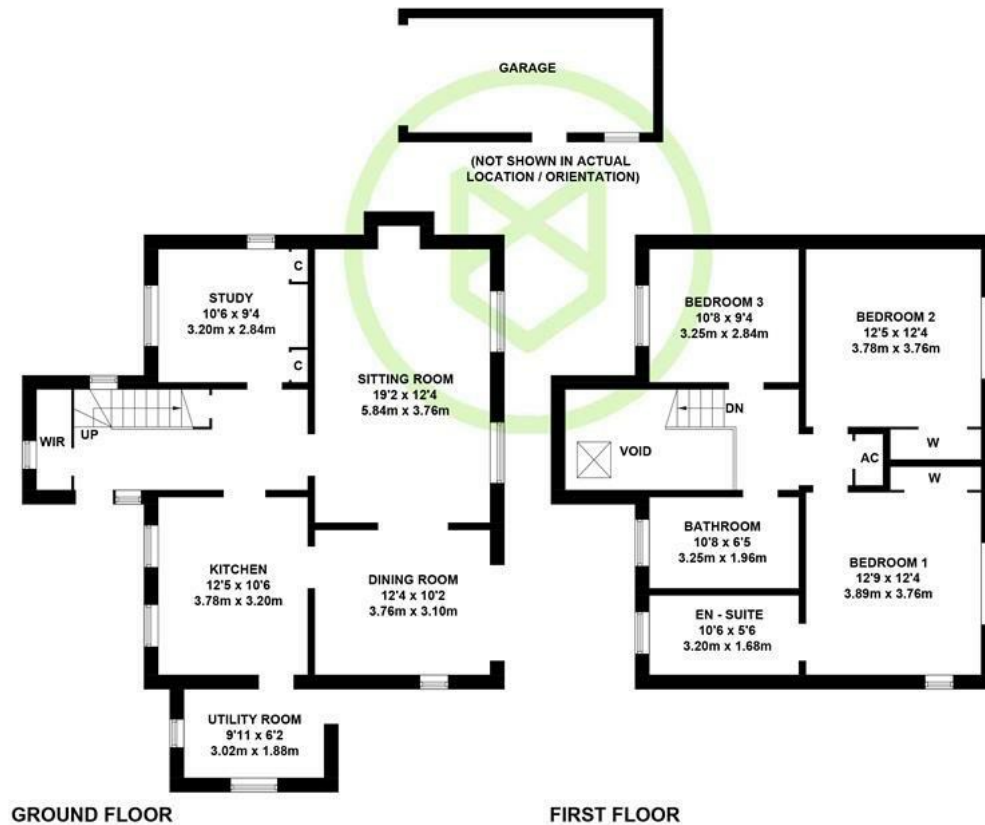 GARAGE
(NOT SHOWN IN ACTUAL
LOCATION / ORIENTATION)
C
STUDY
10'6 x 9'4
3.20m x 2.84m
C
SITTING ROOM
19'2 x 12'4
5.84m x 3.76m
WIR
UP
KITCHEN
12'5 x 10'6
3.78m x 3.20m
DINING ROOM
12'4 x 10'2
3.76m x 3.10m
UTILITY ROOM
9'11 x 6'2
3.02m x 1.88m
GROUND FLOOR
BEDROOM 3
10'8 x 9'4
3.25m x 2.84m
BEDROOM 2
12'5 x 12'4
3.78m x 3.76m
DN
VOID
AC
W
W
BATHROOM
10'8 x 6'5
3.25m x 1.96m
BEDROOM 1
12'9 x 12'4
3.89m x 3.76m
EN - SUITE
10'6 x 5'6
3.20m x 1.68m
FIRST FLOOR